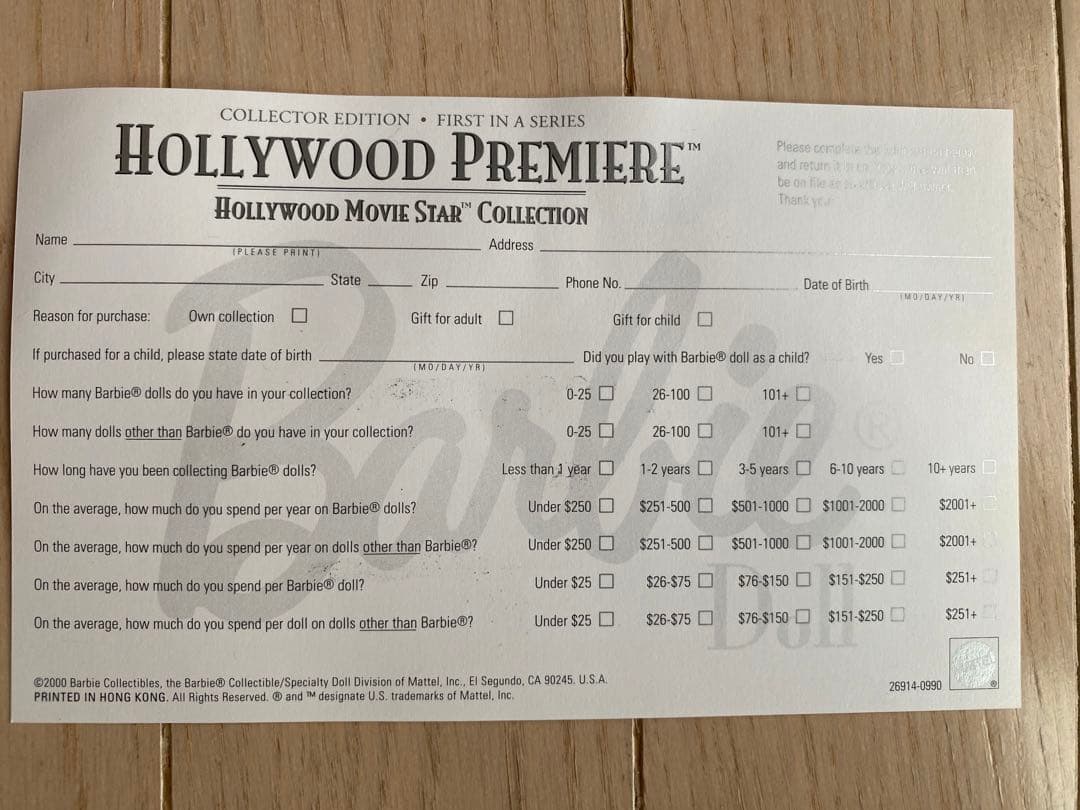 COLLECTOR EDITION • FIRST IN A SERIES
HOLLYWOOD PREMIERE™
HOLLYWOOD MOVIE STAR™ COLLECTION
Please complete the
and return it
be on file as
Thank you
Name Address
(PLEASE PRINT)
City State Zip Phone No. Date of Birth
(MO/DAY/YR)
Reason for purchase: Own collection Gift for adult Gift for child
If purchased for a child, please state date of birth Did you play with Barbie® doll as a child? Yes No
(MO/DAY/YR)
How many Barbie® dolls do you have in your collection? 0-25 26-100 101+
How many dolls other than Barbie® do you have in your collection? 0-25 26-100 101+
How long have you been collecting Barbie® dolls? Less than 1 year 1-2 years 3-5 years 6-10 years 10+ years
On the average, how much do you spend per year on Barbie® dolls? Under $250 $251-500 $501-1000 $1001-2000 $2001+
On the average, how much do you spend per year on dolls other than Barbie®? Under $250 $251-500 $501-1000 $1001-2000 $2001+
On the average, how much do you spend per Barbie® doll? Under $25 $26-$75 $76-$150 $151-$250 $251+
On the average, how much do you spend per doll on dolls other than Barbie®? Under $25 $26-$75 $76-$150 $151-$250 $251+
Barbie®
Doll
©2000 Barbie Collectibles, the Barbie® Collectible/Specialty Doll Division of Mattel, Inc., El Segundo, CA 90245. U.S.A.
PRINTED IN HONG KONG. All Rights Reserved. ® and ™ designate U.S. trademarks of Mattel, Inc.
26914-0990
MATTEL ®